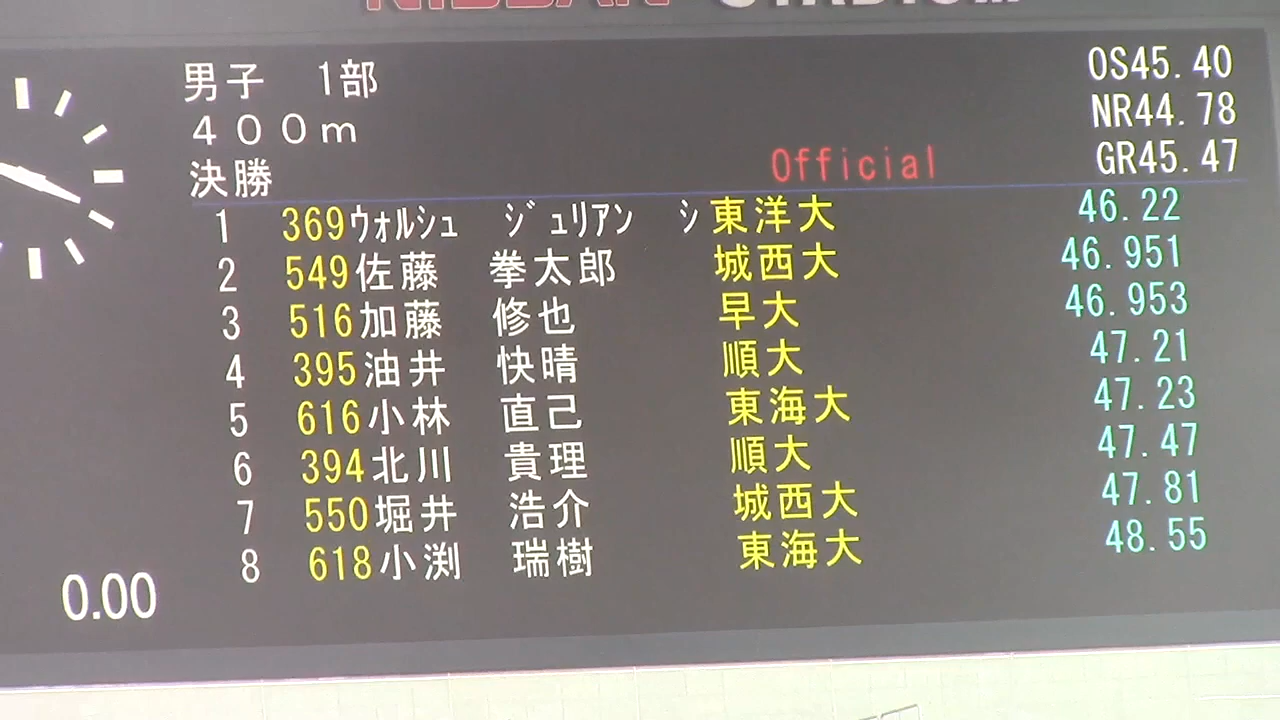 NISSAN STADIUM
男子 1部 OS45.40
400m NR44.78
決勝 Official GR45.47
1 369ウォルシュ ジュリアン シ 東洋大 46.22
2 549佐藤 拳太郎 城西大 46.951
3 516加藤 修也 早大 46.953
4 395油井 快晴 順大 47.21
5 616小林 直己 東海大 47.23
6 394北川 貴理 順大 47.47
7 550堀井 浩介 城西大 47.81
8 618小渕 瑞樹 東海大 48.55
0.00